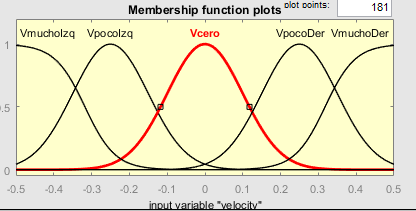 Membership function plots plot points: 181
VmuchoIzq VpocoIzq Vcero VpocoDer VmuchoDer
1
0.5
0
-0.5 -0.4 -0.3 -0.2 -0.1 0 0.1 0.2 0.3 0.4 0.5
input variable "velocity"